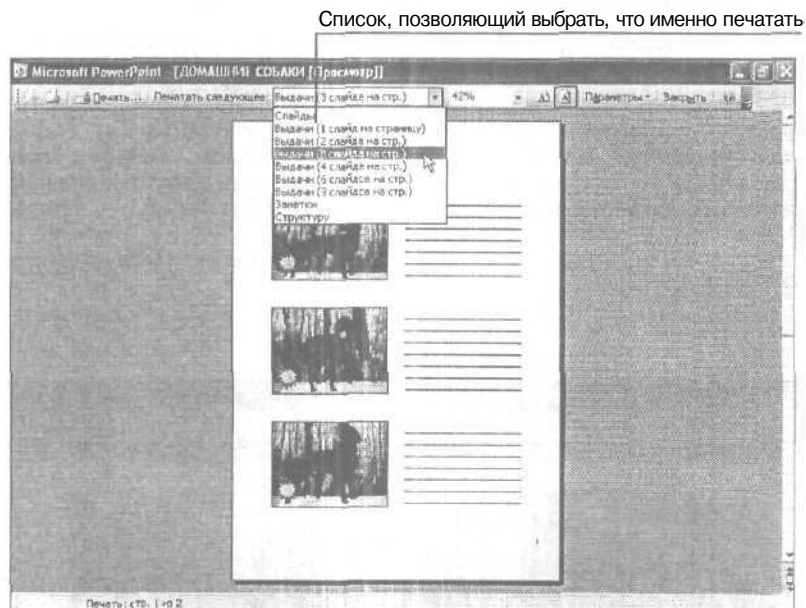 Список, позволяющий выбрать, что именно печатать
Microsoft PowerPoint - [ДОМАШНИЕ СОБАКИ [Просмотр]]
Печать... Печатать следующее: Выдачи (3 слайда на стр.) 42% Параметры Закрыть
Слайды
Выдачи (1 слайд на страницу)
Выдачи (2 слайда на стр.)
Выдачи (3 слайда на стр.)
Выдачи (4 слайда на стр.)
Выдачи (6 слайдов на стр.)
Выдачи (9 слайдов на стр.)
Заметки
Структуру
1
Печать: стр. 1 из 2